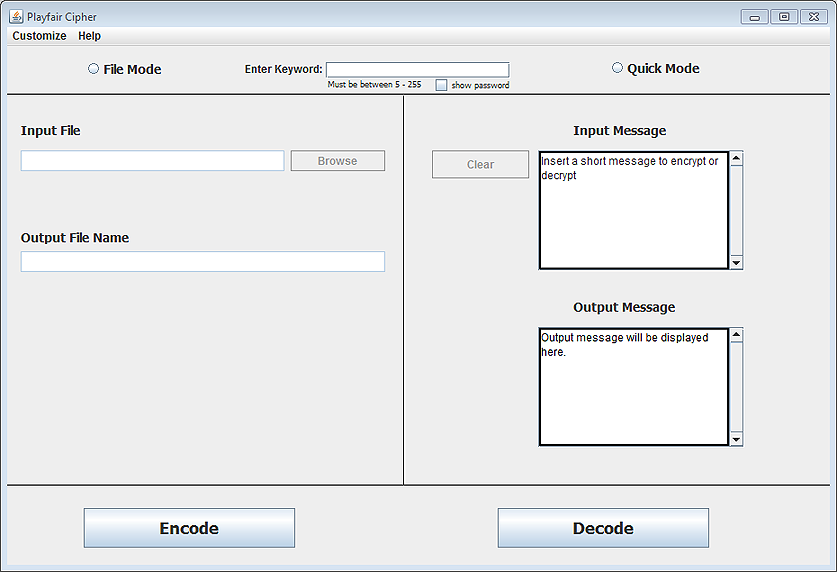 Playfair Cipher
Customize Help
File Mode
Enter Keyword:
Must be between 5 - 255
show password
Quick Mode
Input File
Browse
Output File Name
Input Message
Clear
Insert a short message to encrypt or
decrypt
Output Message
Output message will be displayed
here.
Encode
Decode